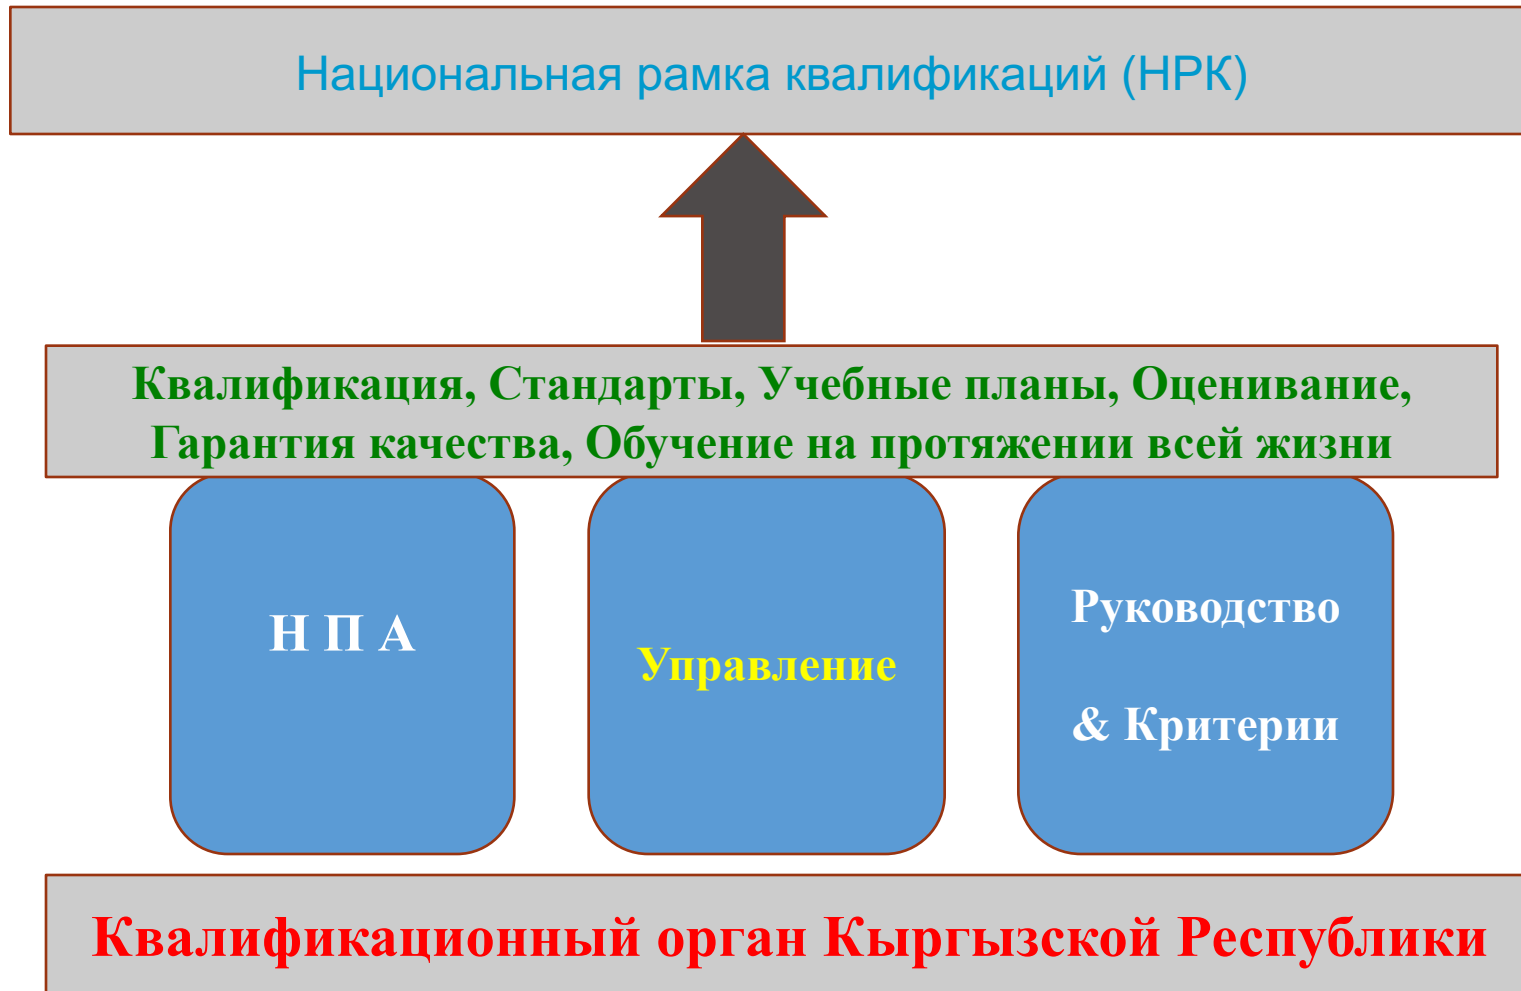 Национальная рамка квалификаций (НРК)
Квалификация, Стандарты, Учебные планы, Оценивание,
Гарантия качества, Обучение на протяжении всей жизни
Н П А
Управление
Руководство
& Критерии
Квалификационный орган Кыргызской Республики